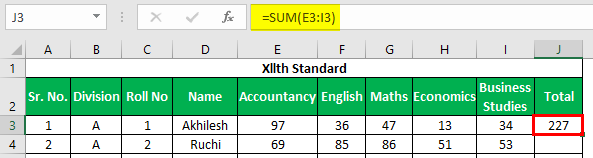 J3 =SUM(E3:I3)
A B C D E F G H I J
1 XIIth Standard
2 Sr. No. Division Roll No Name Accountancy English Maths Economics Business Studies Total
3 1 A 1 Akhilesh 97 36 47 13 34 227
4 2 A 2 Ruchi 69 85 86 51 53